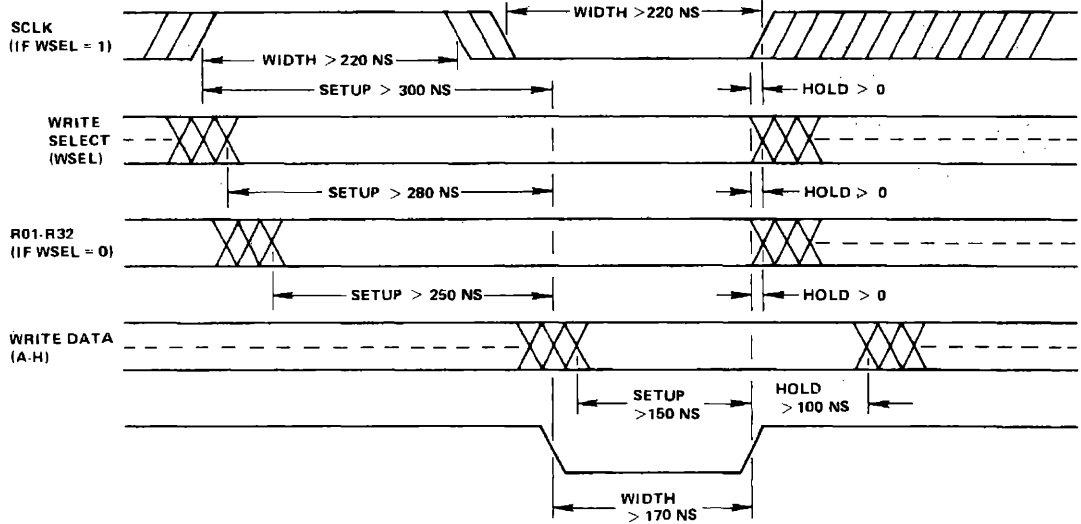 SCLK
(IF WSEL = 1)
WIDTH >220 NS
WIDTH > 220 NS
SETUP > 300 NS
HOLD > 0
WRITE
SELECT
(WSEL)
SETUP > 280 NS
HOLD > 0
R01-R32
(IF WSEL = 0)
SETUP > 250 NS
HOLD > 0
WRITE DATA
(A-H)
SETUP
>150 NS
HOLD
>100 NS
WIDTH
> 170 NS